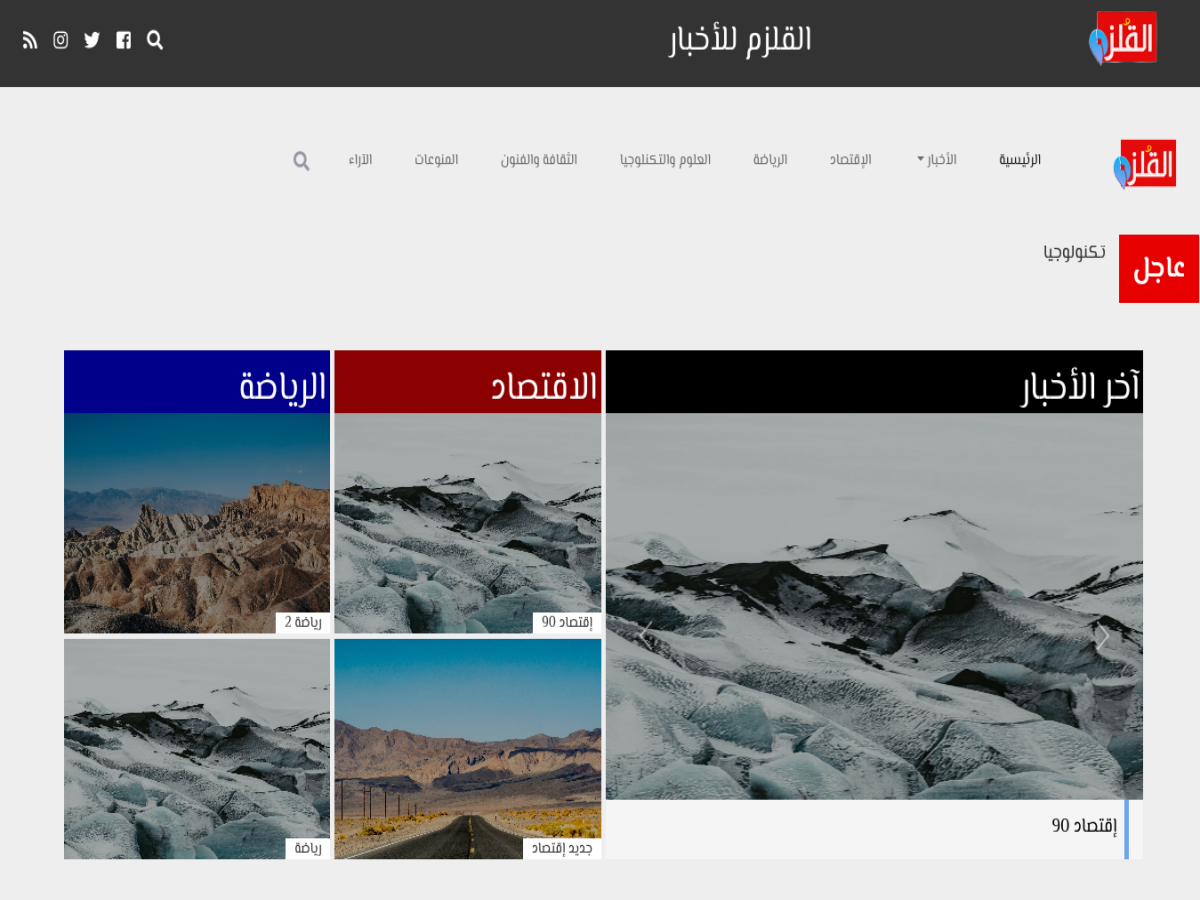 القلزم
القلزم للأخبار
القلزم
الرئيسية
الأخبار
الإقتصاد
الرياضة
العلوم والتكنلوجيا
الثقافة والفنون
المنوعات
الآراء
عاجل
تكنولوجيا
آخر الأخبار
إقتصاد 90
الاقتصاد
إقتصاد 90
جديد إقتصاد
الرياضة
رياضة 2
رياضة